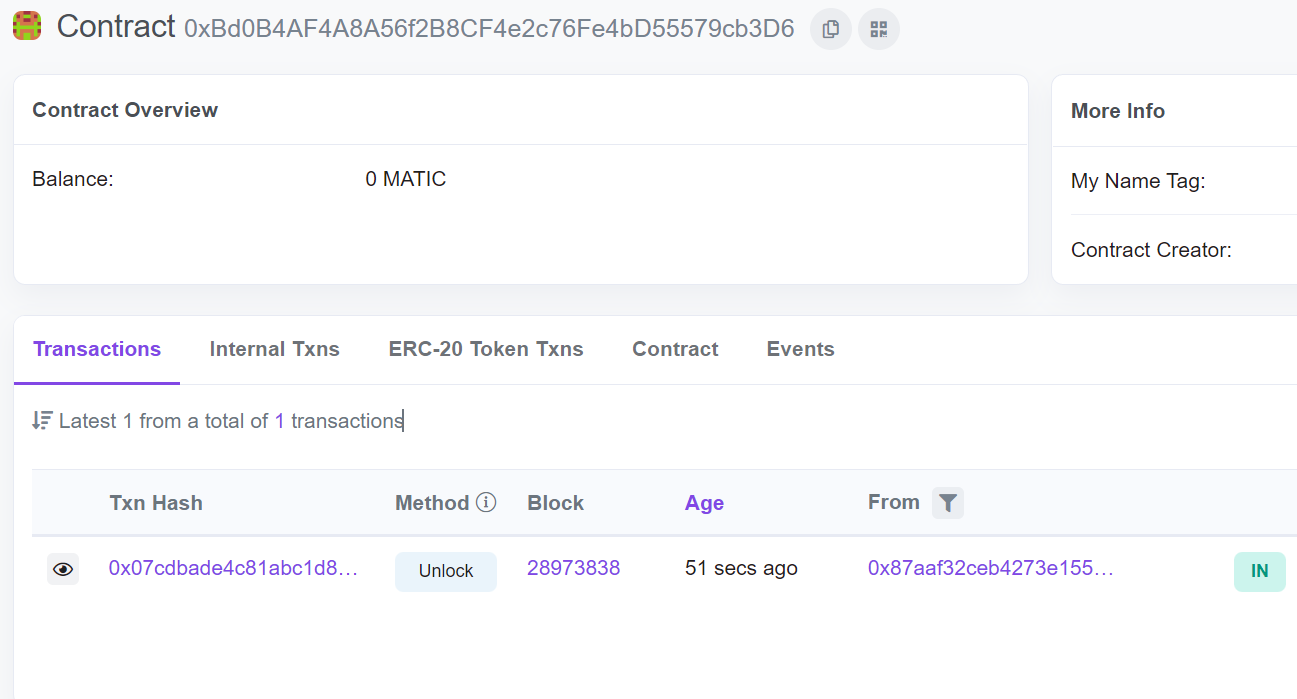 Contract 0xBd0B4AF4A8A56f2B8CF4e2c76Fe4bD55579cb3D6
Contract Overview
Balance: 0 MATIC
More Info
My Name Tag:
Contract Creator:
Transactions Internal Txns ERC-20 Token Txns Contract Events
Latest 1 from a total of 1 transactions
Txn Hash Method Block Age From
0x07cdbade4c81abc1d8... Unlock 28973838 51 secs ago 0x87aaf32ceb4273e155... IN